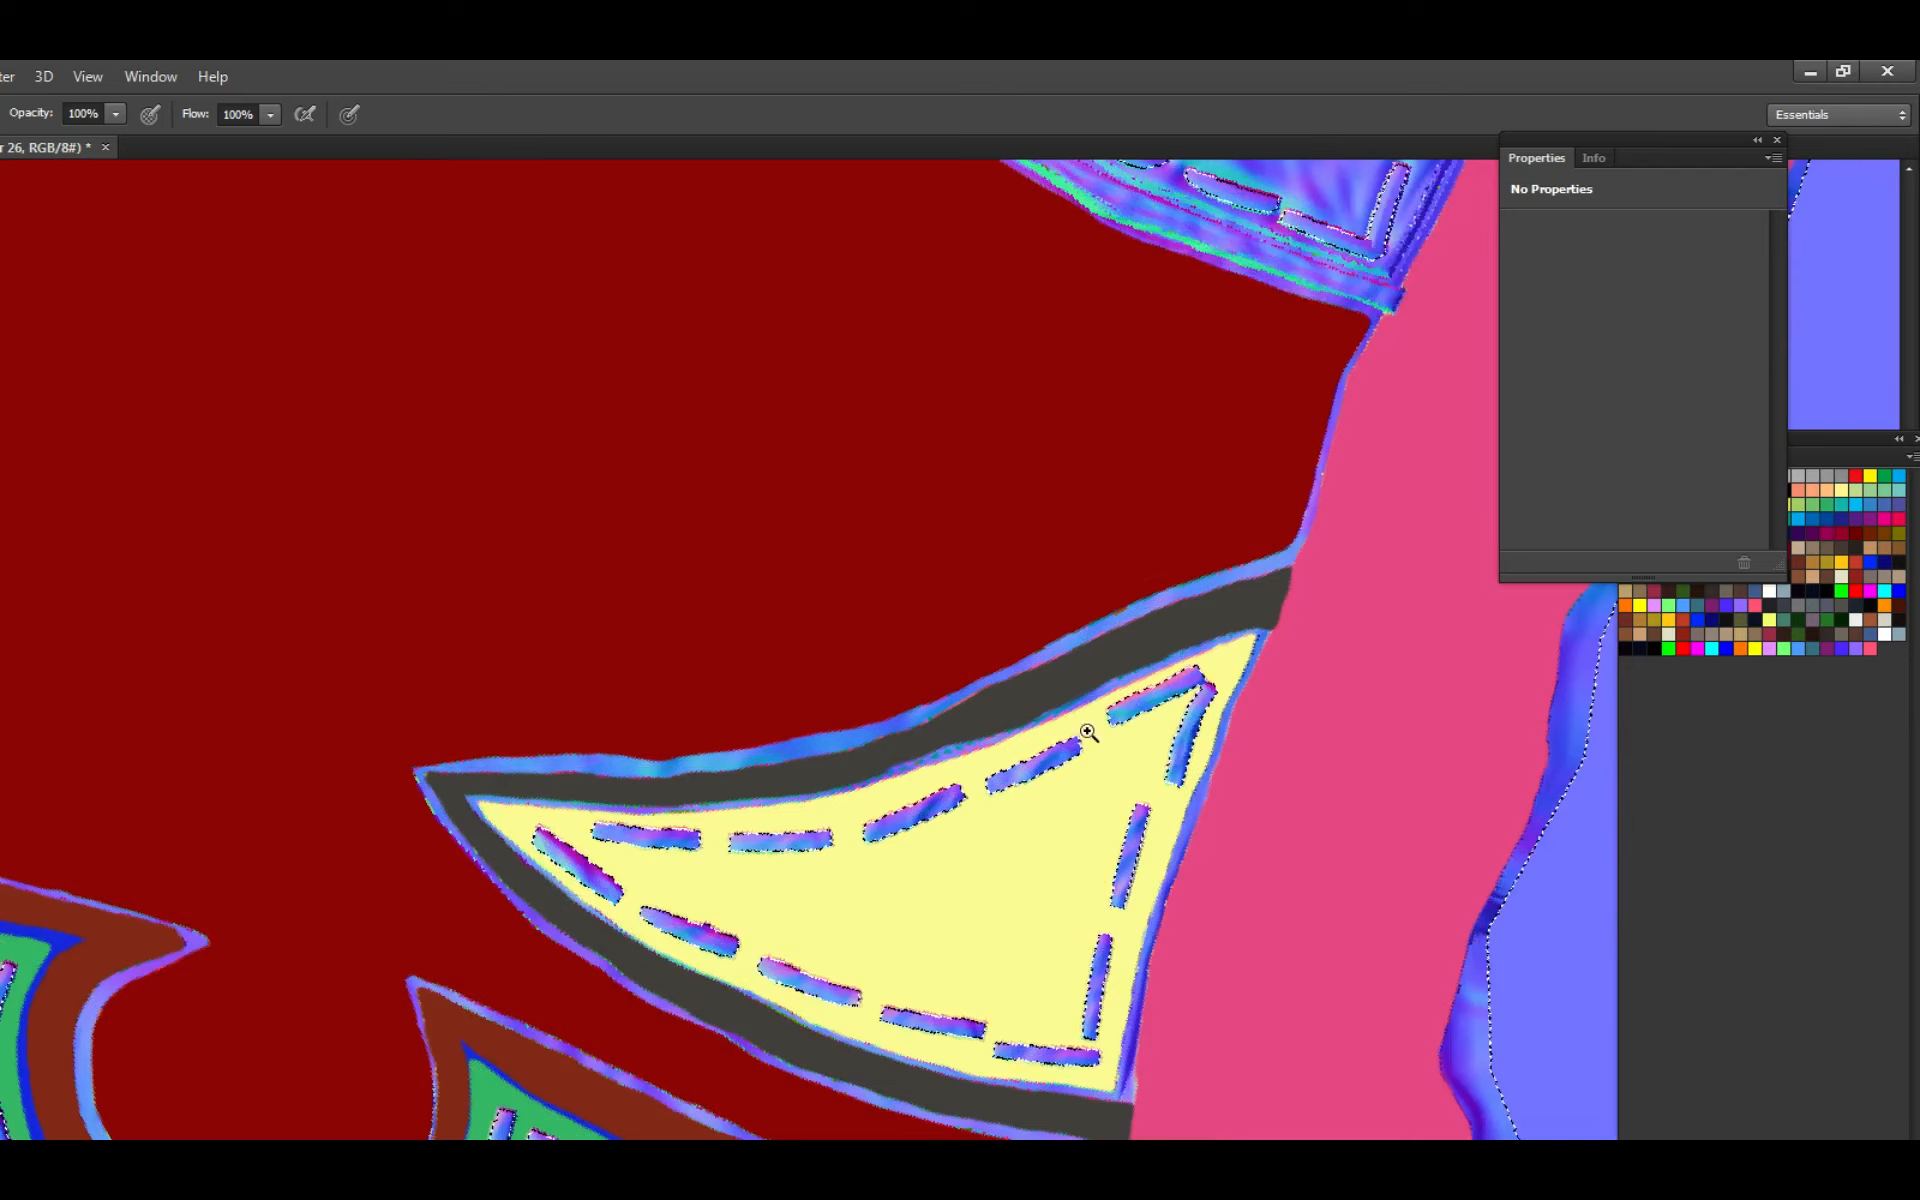 ter 3D View Window Help
Opacity: 100% Flow: 100% Essentials
r 26, RGB/8#) *
Properties Info
No Properties